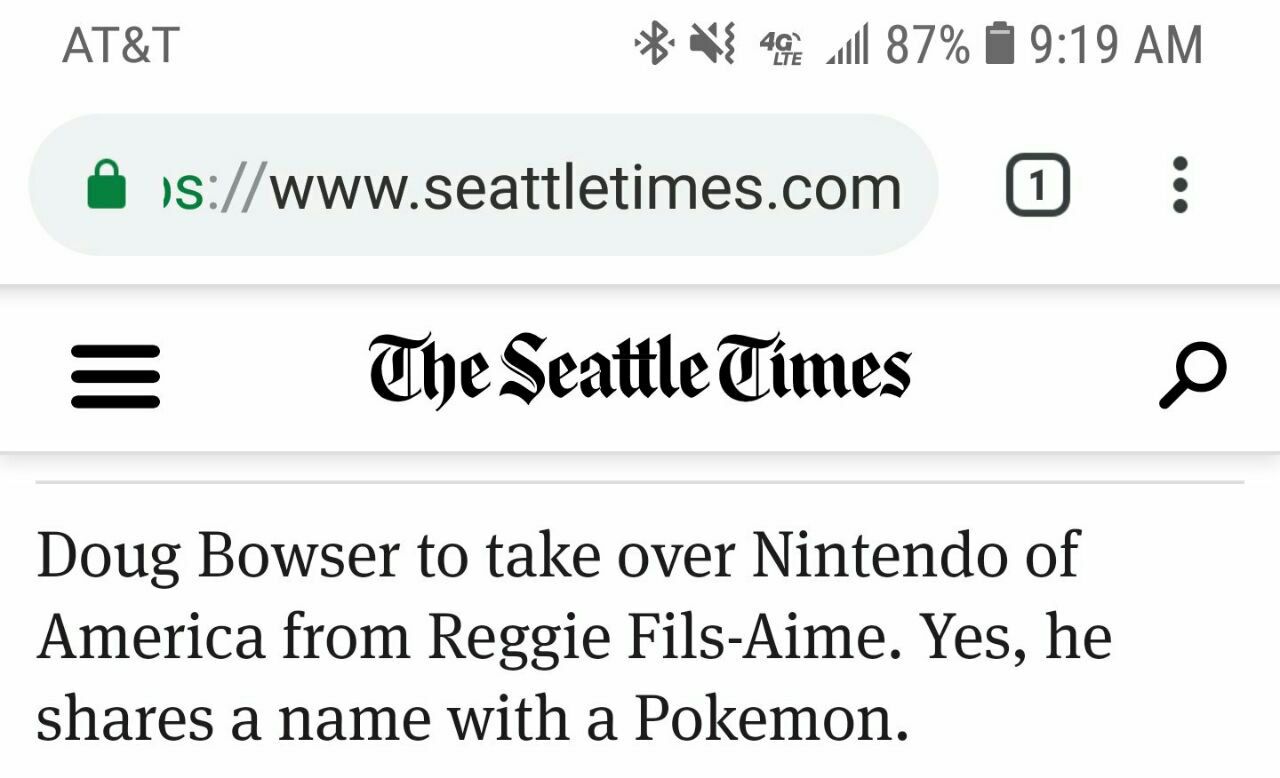 AT&T 4G LTE 87% 9:19 AM
s://www.seattletimes.com 1
The Seattle Times
Doug Bowser to take over Nintendo of
America from Reggie Fils-Aime. Yes, he
shares a name with a Pokemon.